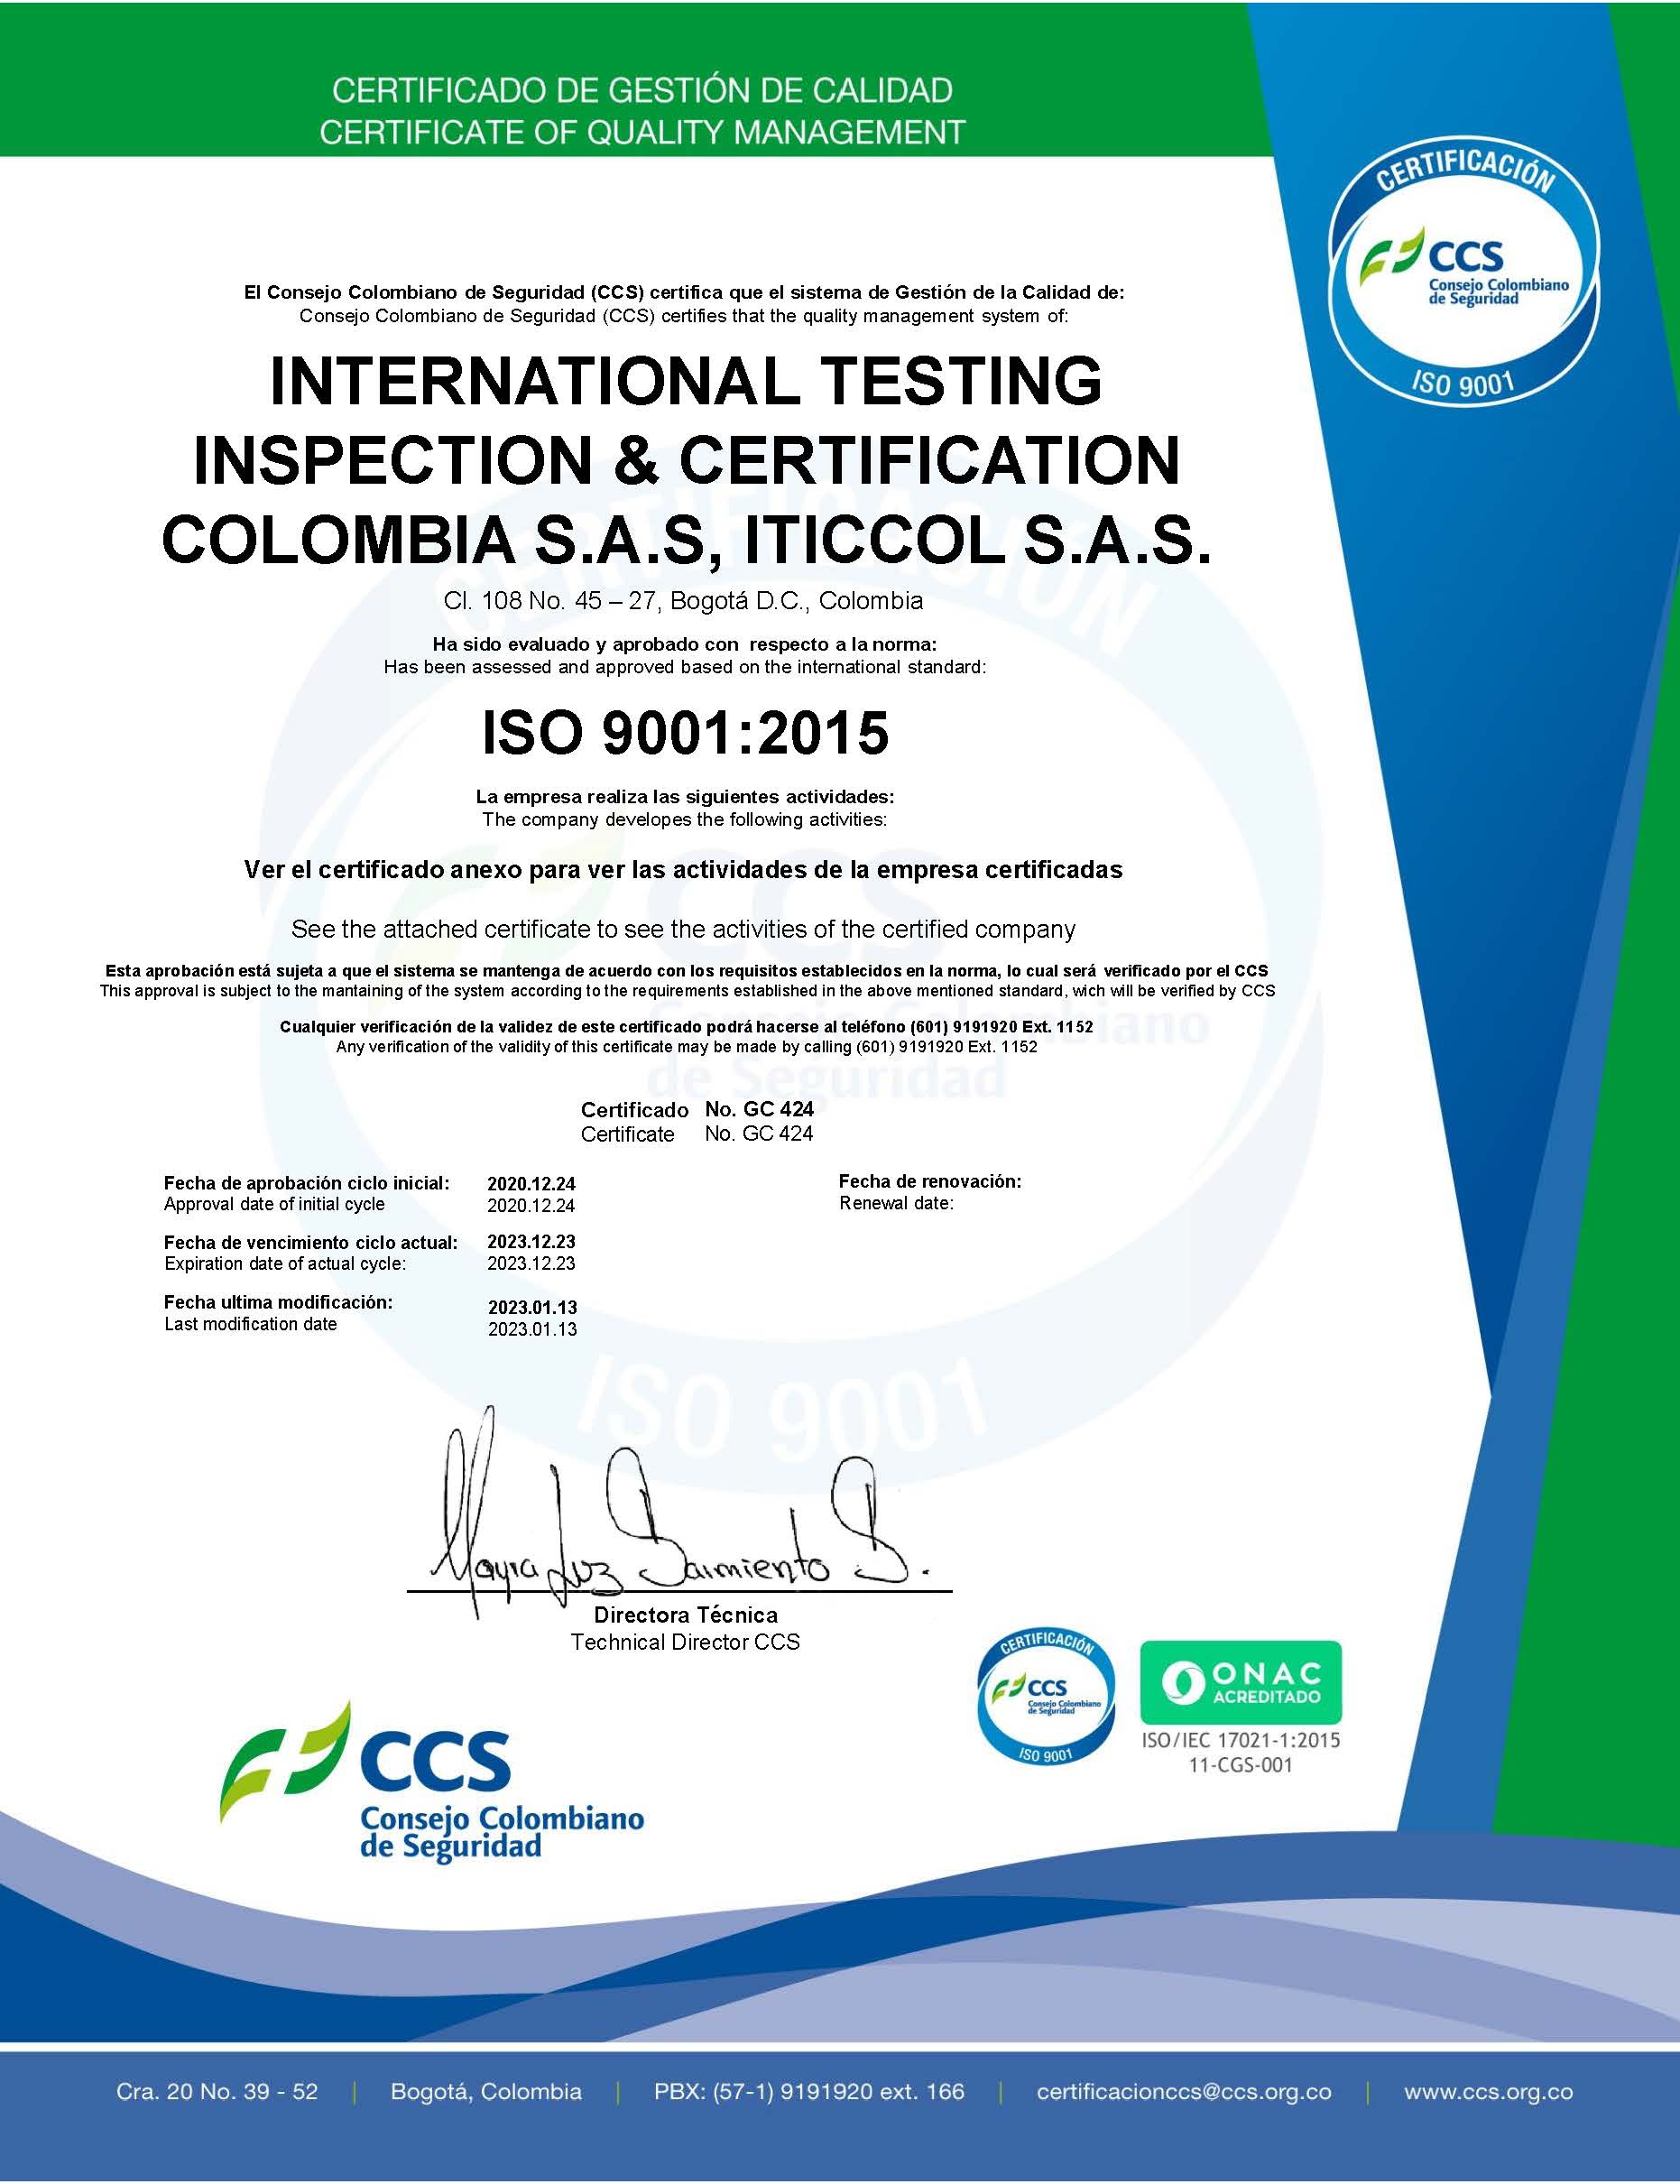 CERTIFICADO DE GESTIÓN DE CALIDAD
CERTIFICATE OF QUALITY MANAGEMENT
CERTIFICACIÓN
CCS
Consejo Colombiano
de Seguridad
ISO 9001
El Consejo Colombiano de Seguridad (CCS) certifica que el sistema de Gestión de la Calidad de:
Consejo Colombiano de Seguridad (CCS) certifies that the quality management system of:
INTERNATIONAL TESTING
INSPECTION & CERTIFICATION
COLOMBIA S.A.S, ITICCOL S.A.S.
Cl. 108 No. 45 – 27, Bogotá D.C., Colombia
Ha sido evaluado y aprobado con respecto a la norma:
Has been assessed and approved based on the international standard:
ISO 9001:2015
La empresa realiza las siguientes actividades:
The company developes the following activities:
Ver el certificado anexo para ver las actividades de la empresa certificadas
See the attached certificate to see the activities of the certified company
Esta aprobación está sujeta a que el sistema se mantenga de acuerdo con los requisitos establecidos en la norma, lo cual será verificado por el CCS
This approval is subject to the mantaining of the system according to the requirements established in the above mentioned standard, wich will be verified by CCS
Cualquier verificación de la validez de este certificado podrá hacerse al teléfono (601) 9191920 Ext. 1152
Any verification of the validity of this certificate may be made by calling (601) 9191920 Ext. 1152
Certificado No. GC 424
Certificate No. GC 424
Fecha de aprobación ciclo inicial: 2020.12.24 Fecha de renovación:
Approval date of initial cycle 2020.12.24 Renewal date:
Fecha de vencimiento ciclo actual: 2023.12.23
Expiration date of actual cycle: 2023.12.23
Fecha ultima modificación: 2023.01.13
Last modification date 2023.01.13
CERTIFICACIÓN
CCS
Consejo Colombiano
de Seguridad
ISO 9001
Mayra Luz Sarmiento S.
Directora Técnica
Technical Director CCS
CERTIFICACIÓN
CCS
Consejo Colombiano
de Seguridad
ISO 9001
ONAC
ACREDITADO
ISO/IEC 17021-1:2015
11-CGS-001
CCS
Consejo Colombiano
de Seguridad
Cra. 20 No. 39 - 52 | Bogotá, Colombia | PBX: (57-1) 9191920 ext. 166 | certificacionccs@ccs.org.co | www.ccs.org.co